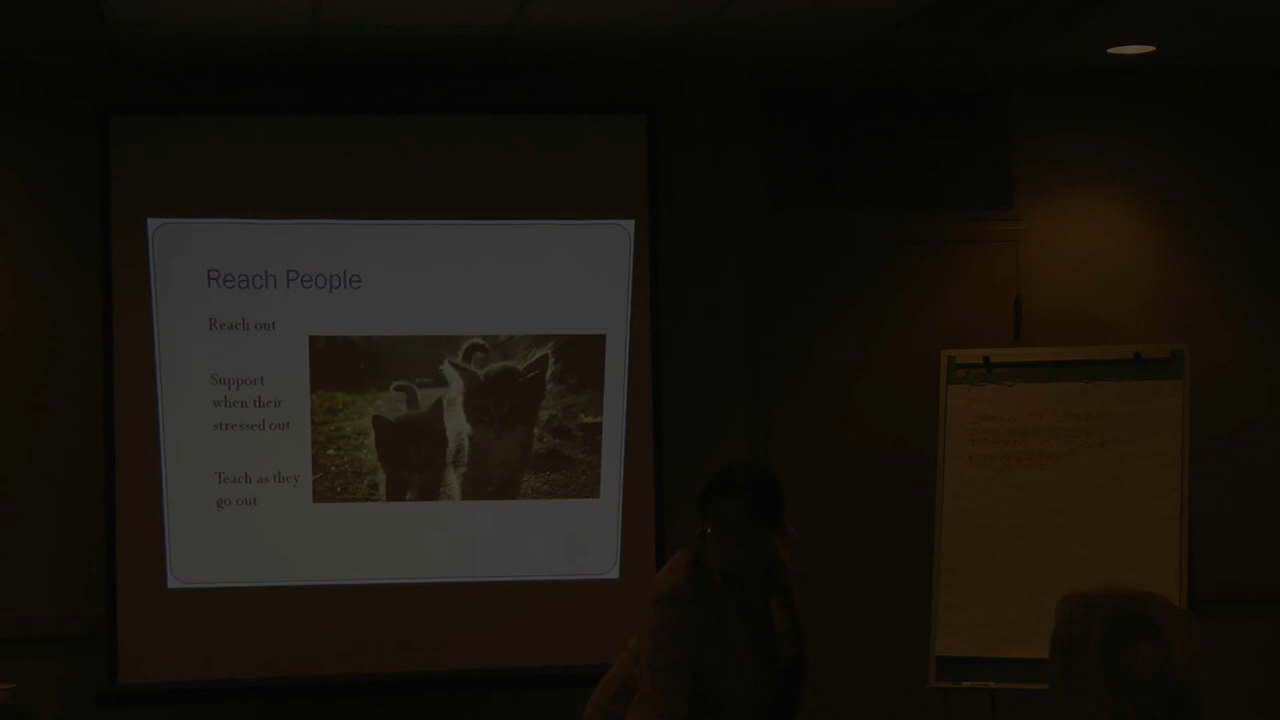 Reach People
Reach out
Support
when their
stressed out
Teach as they
go out